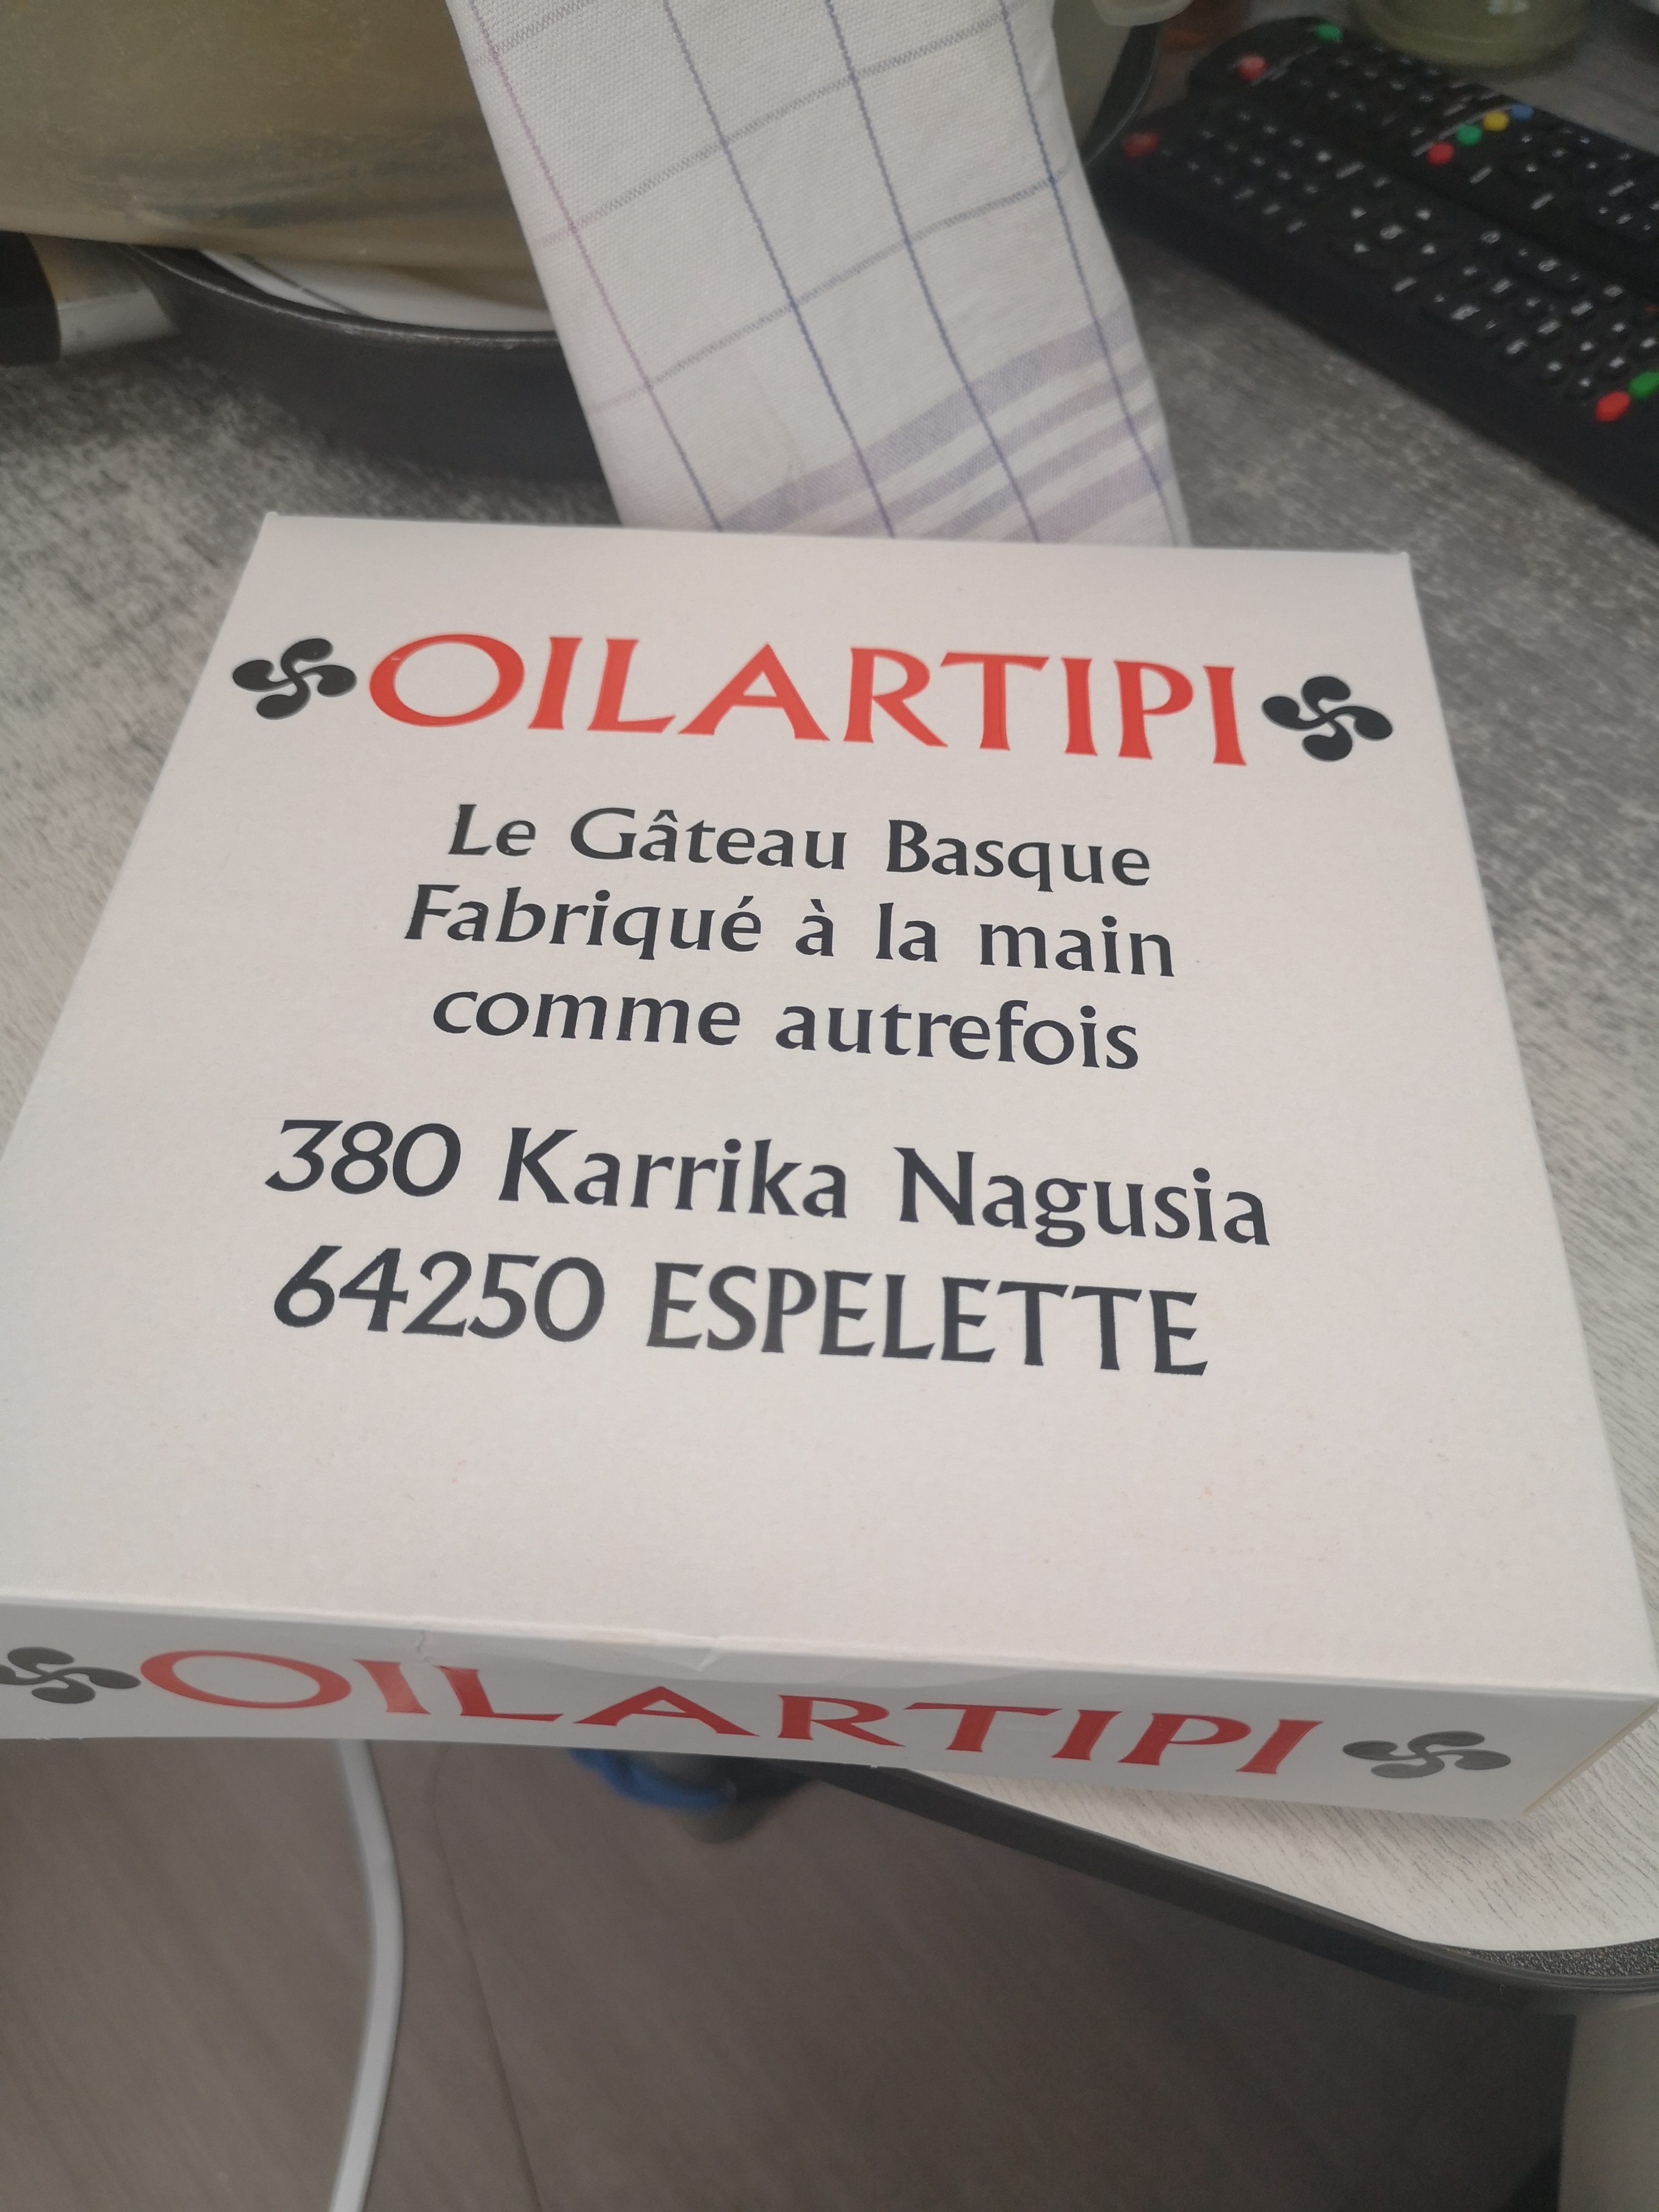 OILARTIPI
Le Gâteau Basque
Fabriqué à la main
comme autrefois
380 Karrika Nagusia
64250 ESPELETTE
OILARTIPI